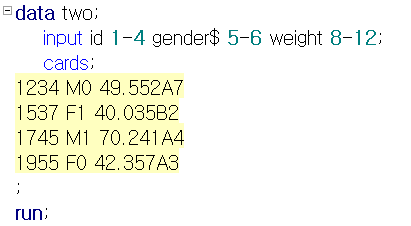 data two;
input id 1-4 gender$ 5-6 weight 8-12;
cards;
1234 M0 49.552A7
1537 F1 40.035B2
1745 M1 70.241A4
1955 F0 42.357A3
;
run;